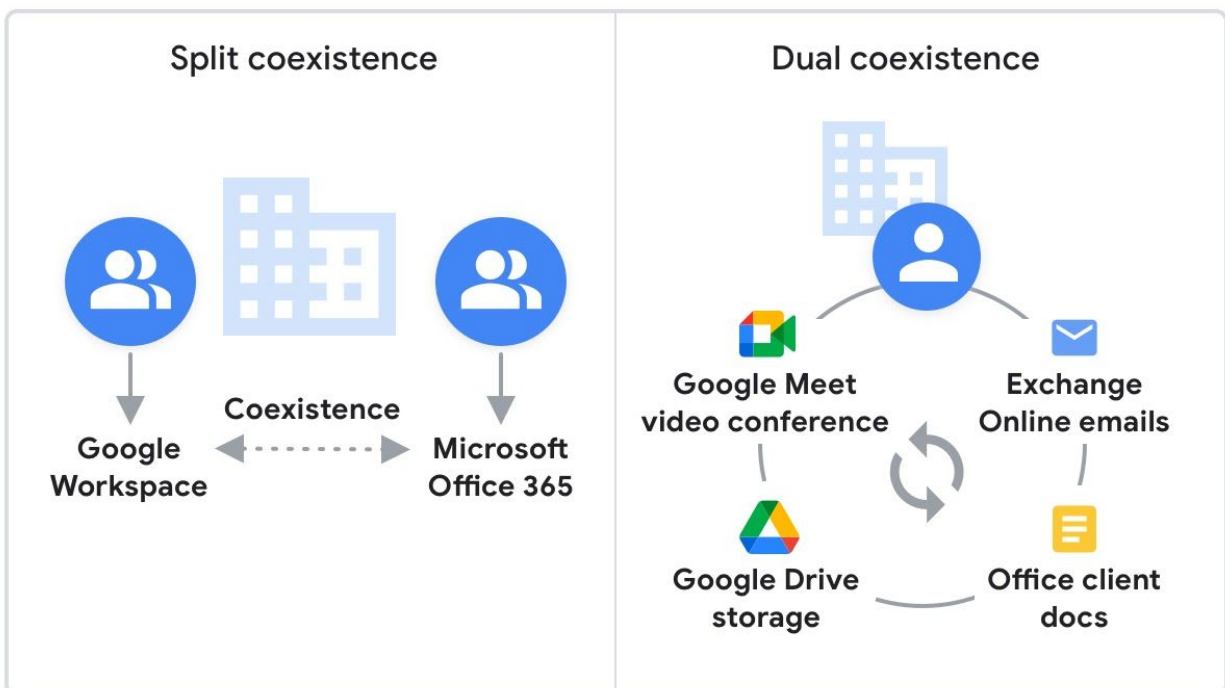 Split coexistence
Coexistence
Google
Workspace
Microsoft
Office 365
Dual coexistence
Google Meet
video conference
Exchange
Online emails
Google Drive
storage
Office client
docs